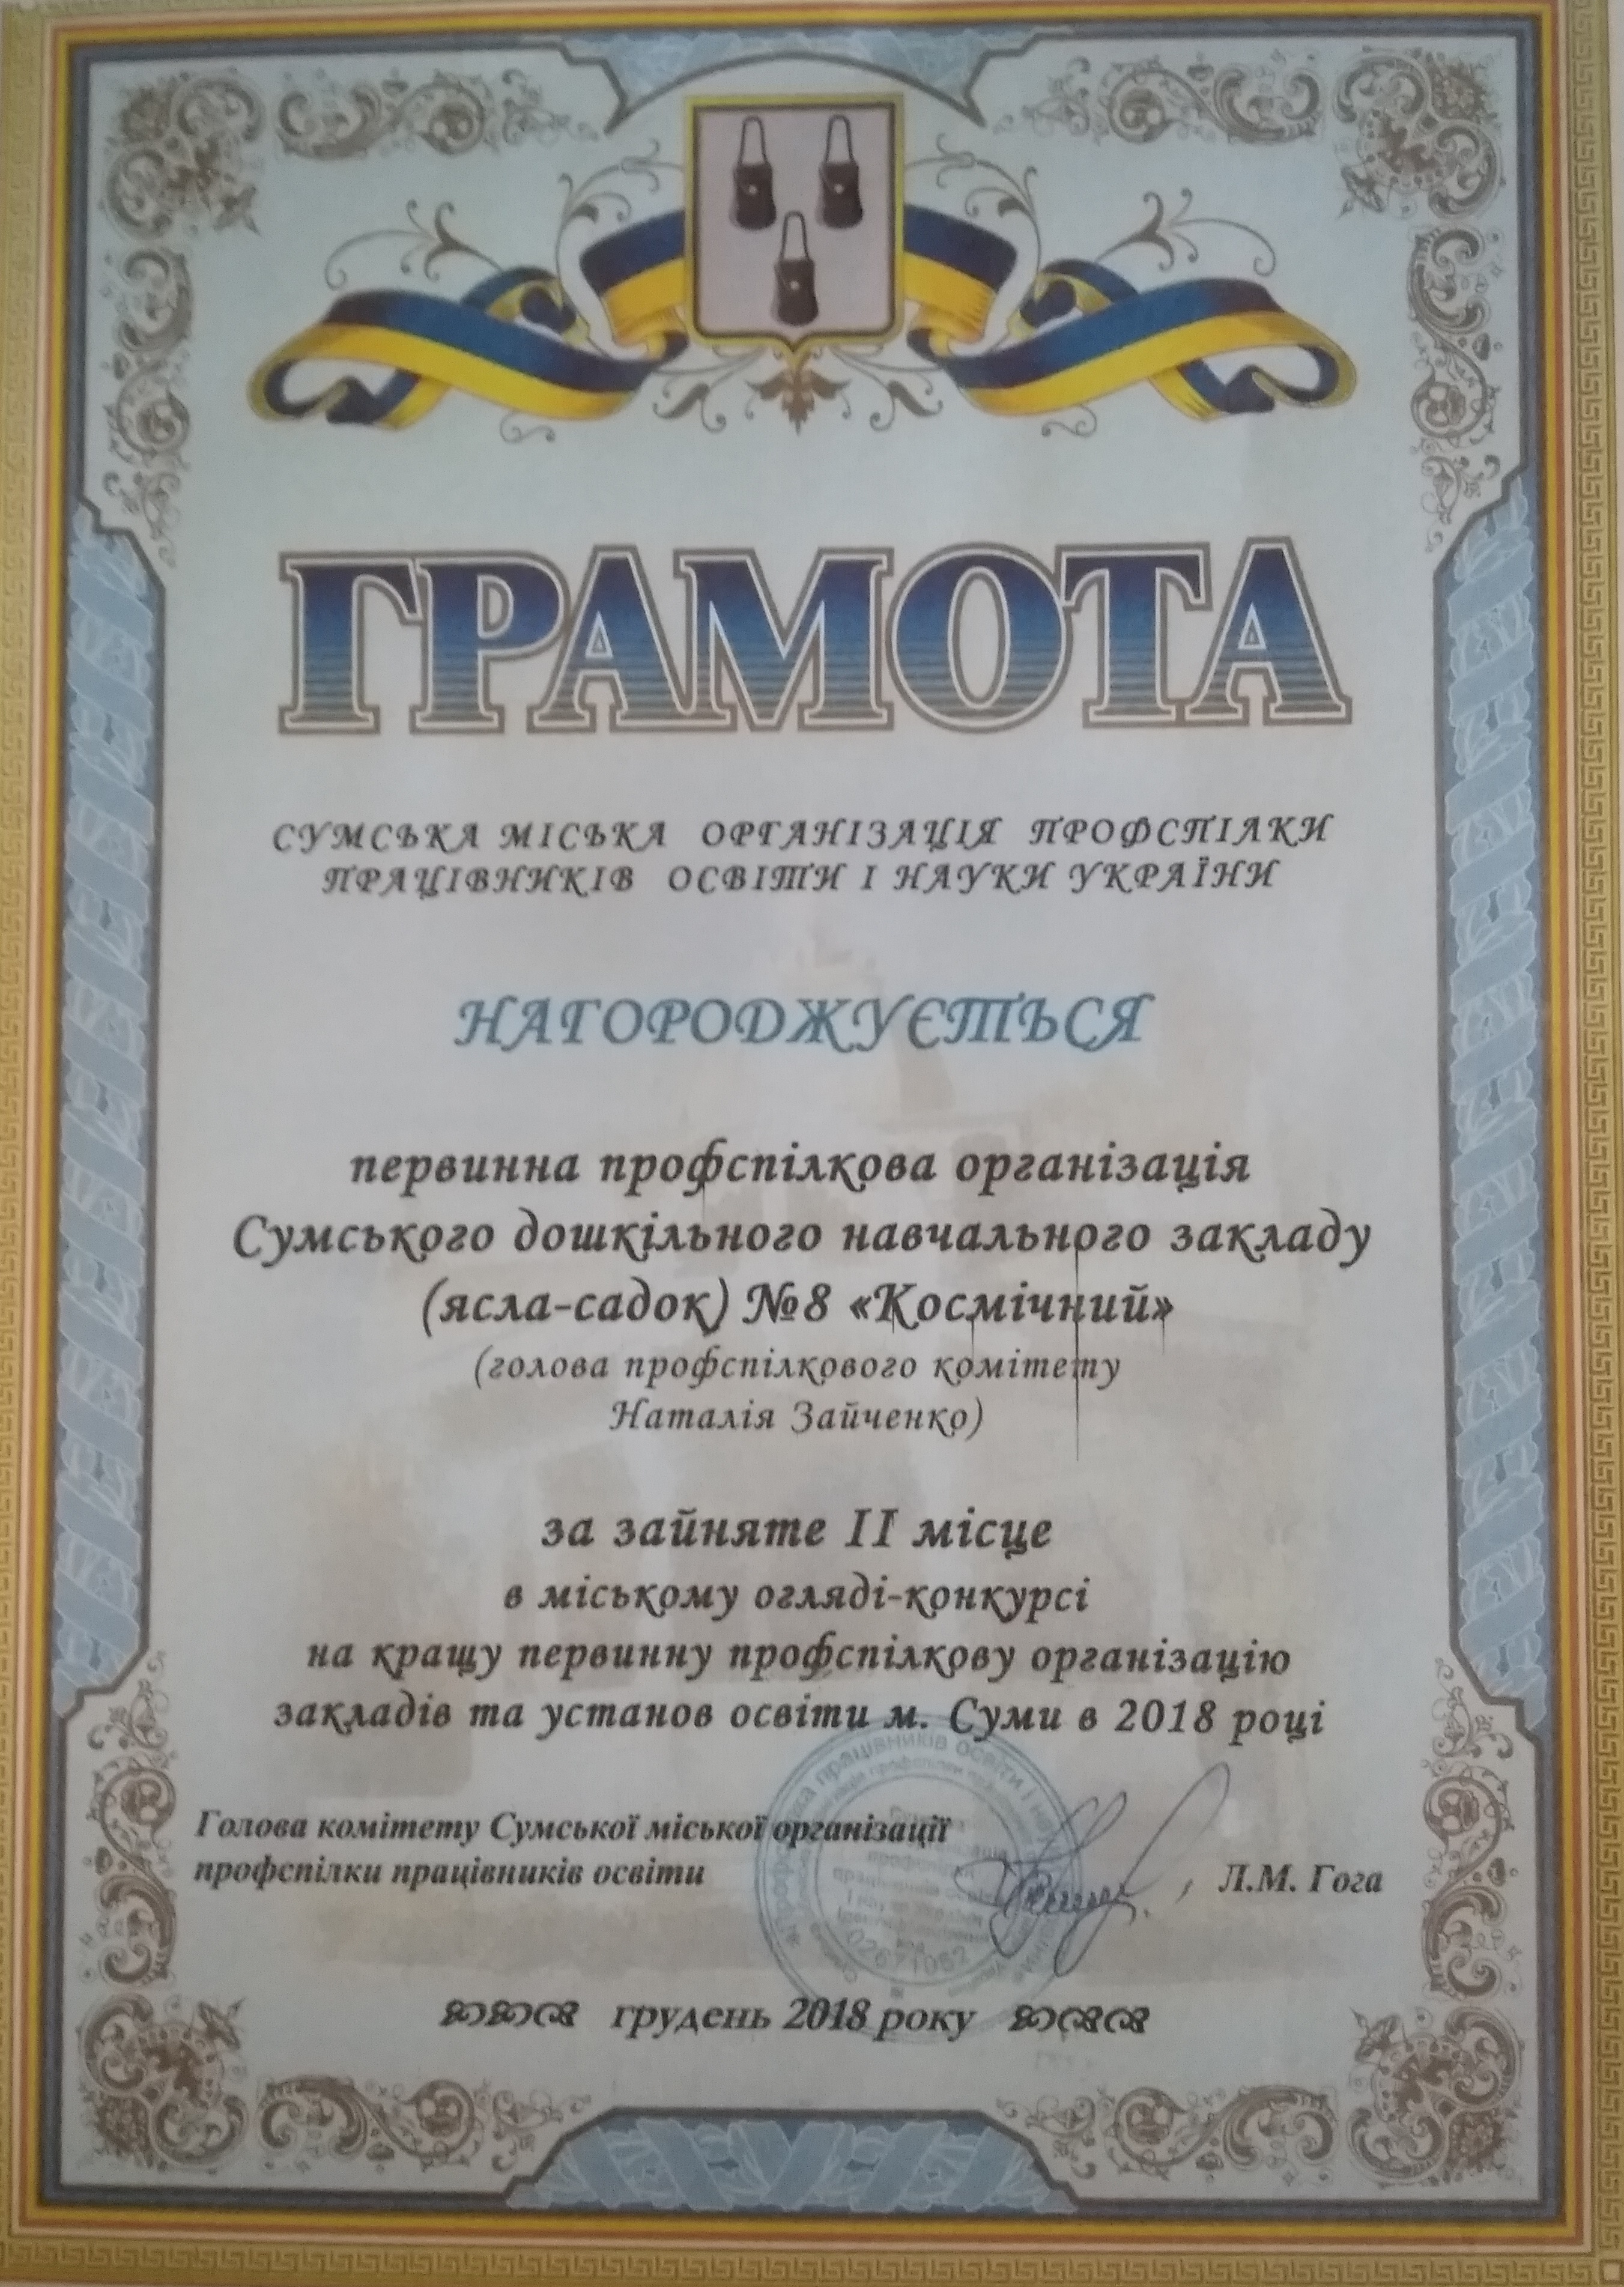 ГРАМОТА
СУМСЬКА МІСЬКА ОРГАНІЗАЦІЯ ПРОФСПІЛКИ
ПРАЦІВНИКІВ ОСВІТИ І НАУКИ УКРАЇНИ
НАГОРОДЖУЄТЬСЯ
первинна профспілкова організація
Сумського дошкільного навчального закладу
(ясла-садок) №8 «Космічний»
(голова профспілкового комітету
Наталія Зайченко)
за зайняте ІІ місце
в міському огляді-конкурсі
на кращу первинну профспілкову організацію
закладів та установ освіти м. Суми в 2018 році
Голова комітету Сумської міської організації
профспілки працівників освіти
Л.М. Гога
працівників освіти і
02671062
грудень 2018 року